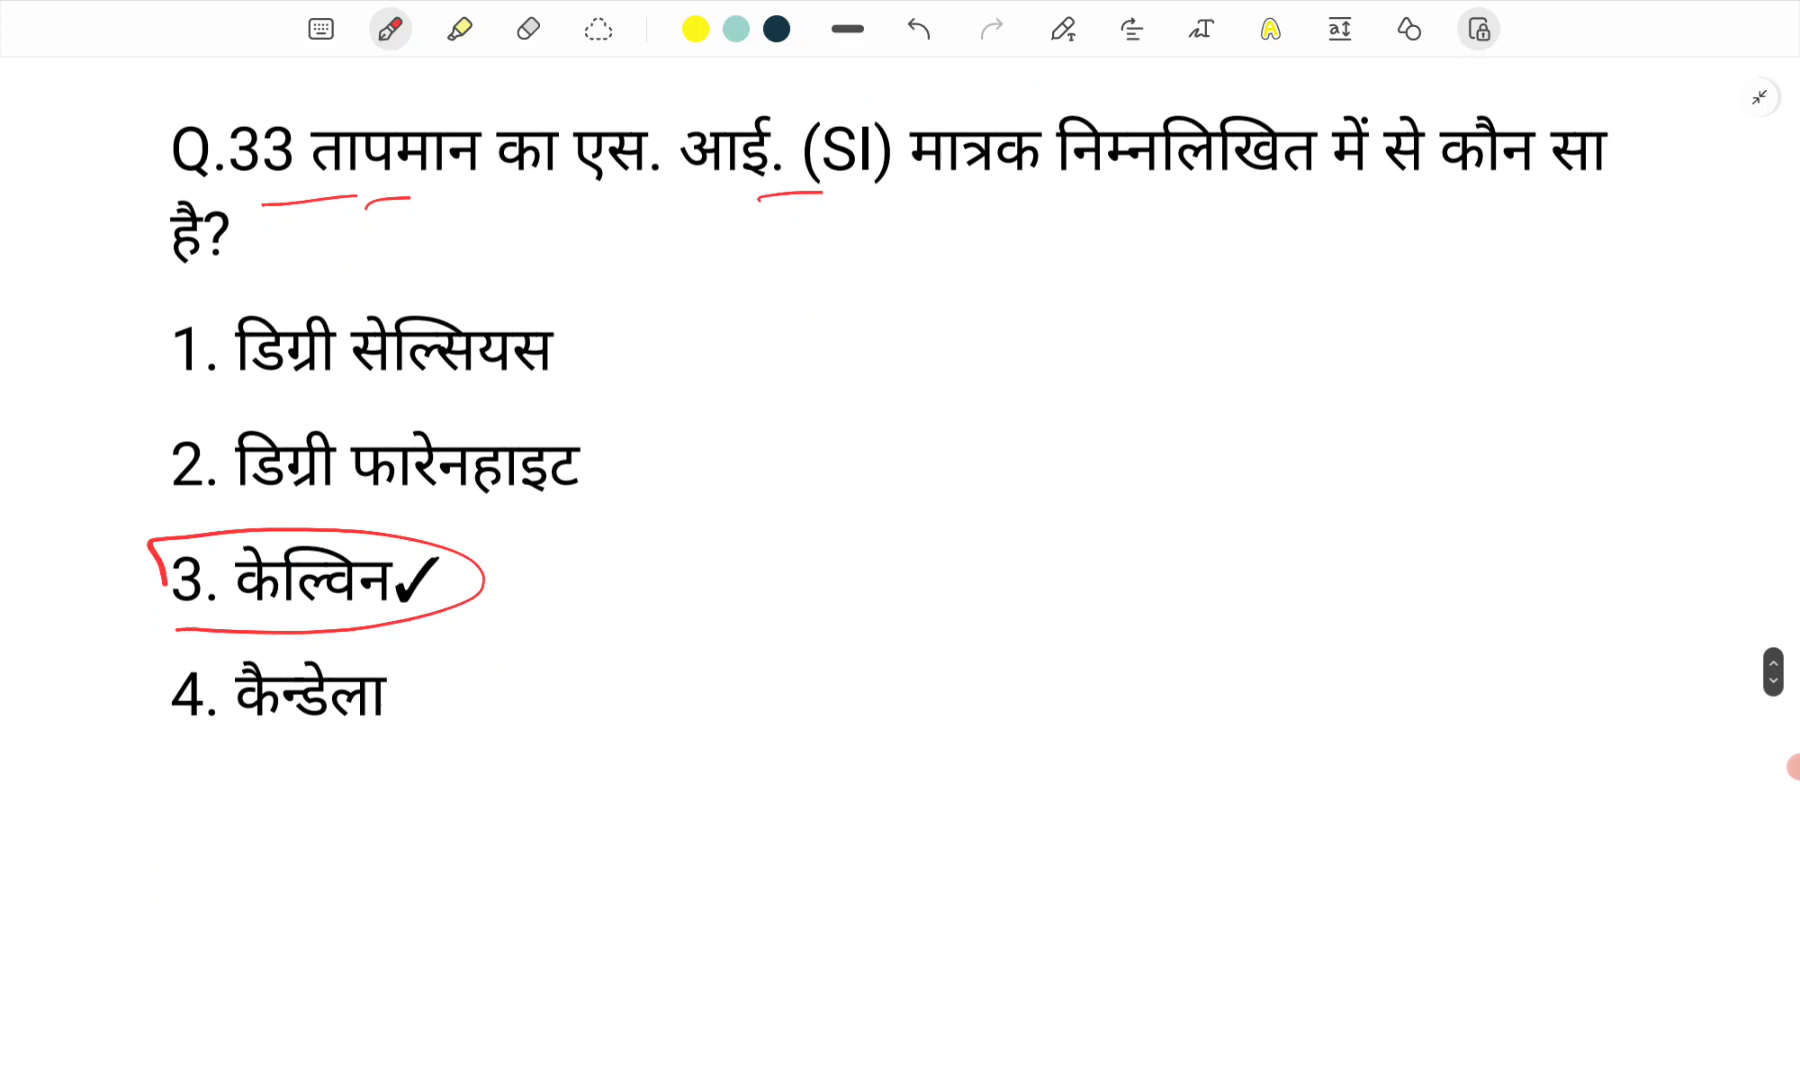 Q.33 तापमान का एस. आई. (SI) मात्रक निम्नलिखित में से कौन सा
है?
1. डिग्री सेल्सियस
2. डिग्री फारेनहाइट
3. केल्विन✓
4. कैन्डेला